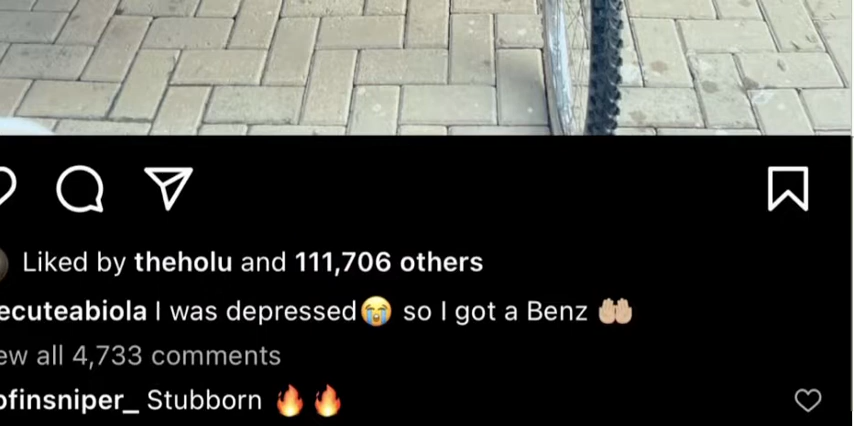 Liked by theholu and 111,706 others
ecuteabiola I was depressed😭 so I got a Benz 🤲🏼
ew all 4,733 comments
ofinsniper_ Stubborn 🔥 🔥